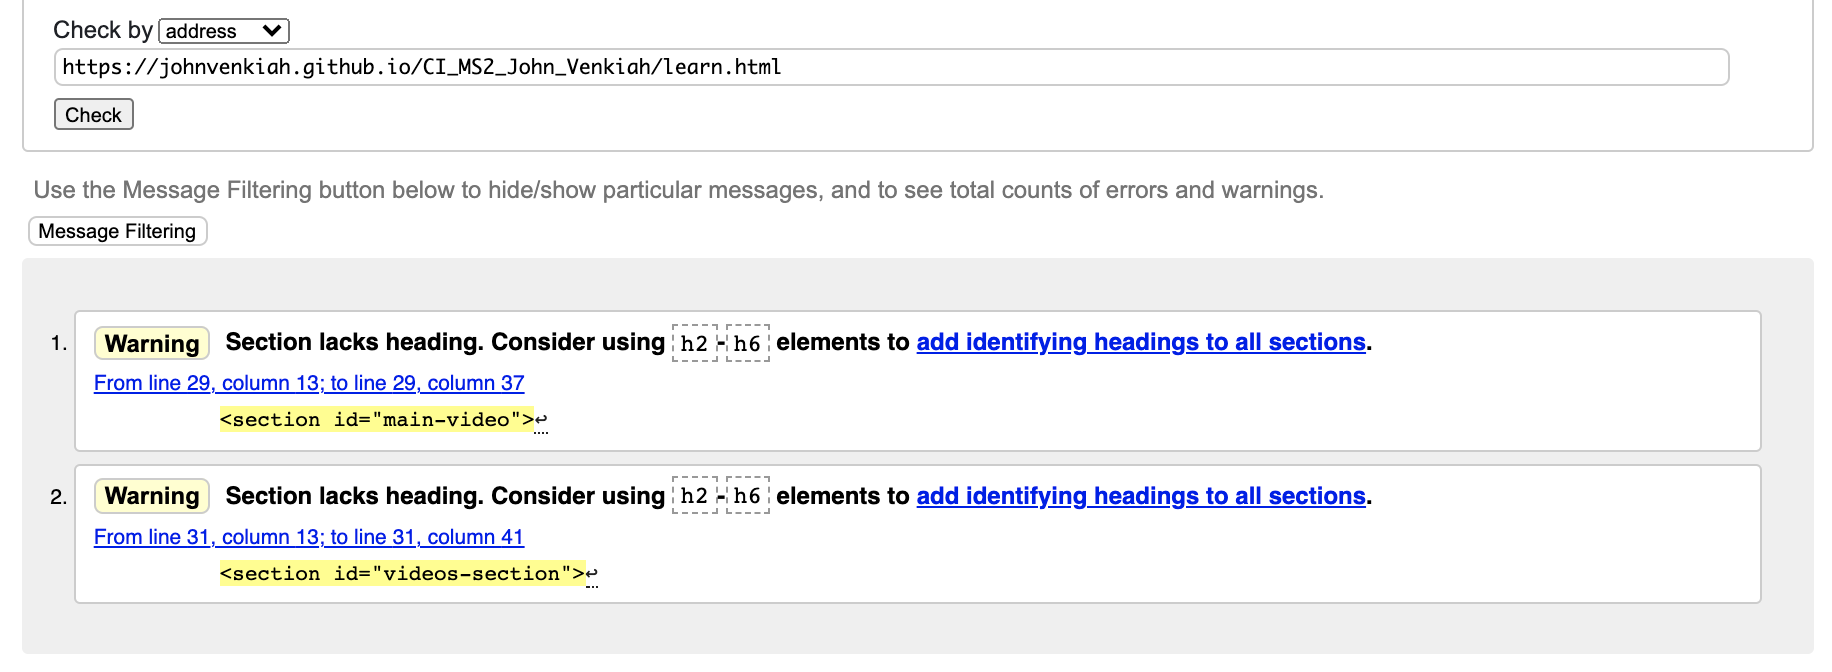 Check by address
https://johnvenkiah.github.io/CI_MS2_John_Venkiah/learn.html
Check
Use the Message Filtering button below to hide/show particular messages, and to see total counts of errors and warnings.
Message Filtering
1. Warning Section lacks heading. Consider using h2-h6 elements to add identifying headings to all sections.
From line 29, column 13; to line 29, column 37
<section id="main-video">↩
2. Warning Section lacks heading. Consider using h2-h6 elements to add identifying headings to all sections.
From line 31, column 13; to line 31, column 41
<section id="videos-section">↩